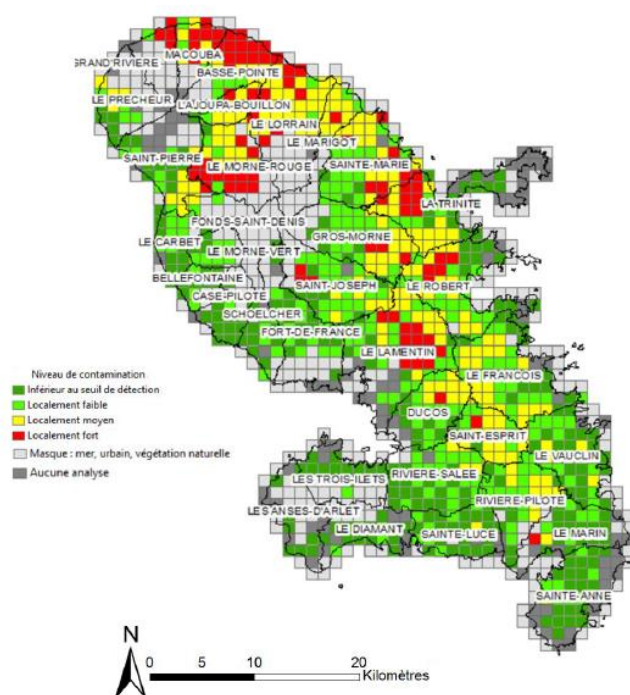 MACOUBA
GRAND'RIVIERE
BASSE-POINTE
LE PRECHEUR
L'AJOUPA-BOUILLON
LE LORRAIN
LE MARIGOT
SAINT-PIERRE
LE MORNE-ROUGE
SAINTE-MARIE
LA TRINITE
FONDS-SAINT-DENIS
GROS-MORNE
LE CARBET
LE MORNE-VERT
BELLEFONTAINE
SAINT-JOSEPH
LE ROBERT
CASE-PILOTE
SCHOELCHER
FORT-DE-FRANCE
LE LAMENTIN
LE FRANCOIS
DUCOS
SAINT-ESPRIT
LE VAUCLIN
LES TROIS-ILETS
RIVIERE-SALEE
RIVIERE-PILOTE
LES ANSES-D'ARLET
LE DIAMANT
SAINTE-LUCE
LE MARIN
SAINTE-ANNE
Niveau de contamination
Inférieur au seuil de détection
Localement faible
Localement moyen
Localement fort
Masque : mer, urbain, végétation naturelle
Aucune analyse
N
0 5 10 20
Kilomètres